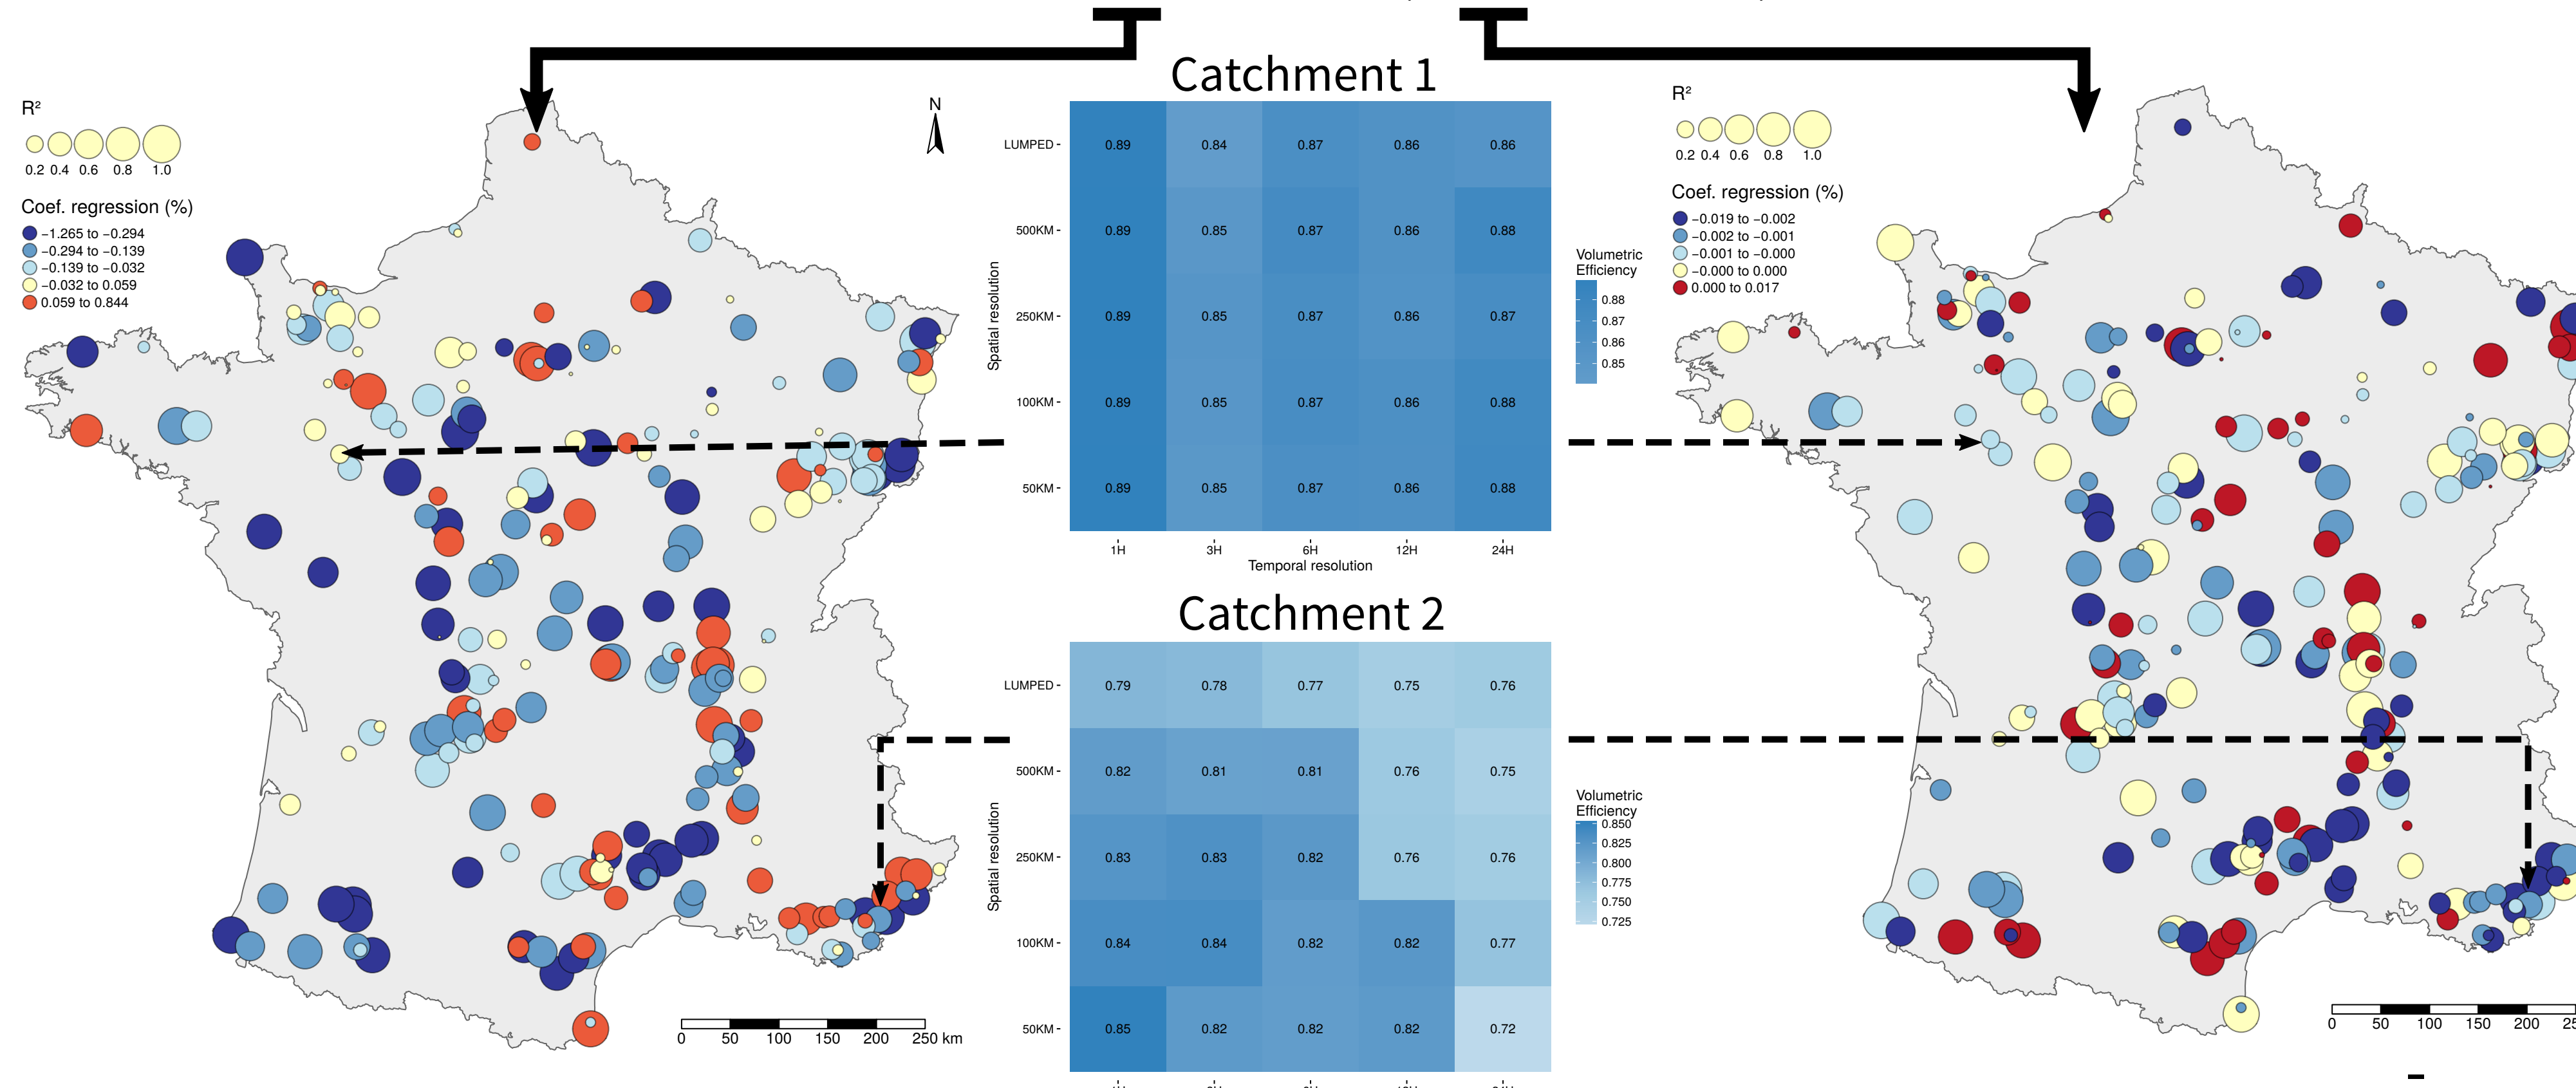 R²
0.2 0.4 0.6 0.8 1.0
Coef. regression (%)
−1.265 to −0.294
−0.294 to −0.139
−0.139 to −0.032
−0.032 to 0.059
0.059 to 0.844
N
0 50 100 150 200 250 km
Catchment 1
Spatial resolution
LUMPED 0.89 0.84 0.87 0.86 0.86
500KM 0.89 0.85 0.87 0.86 0.88
250KM 0.89 0.85 0.87 0.86 0.87
100KM 0.89 0.85 0.87 0.86 0.88
50KM 0.89 0.85 0.87 0.86 0.88
1H 3H 6H 12H 24H
Temporal resolution
Volumetric
Efficiency
0.88
0.87
0.86
0.85
Catchment 2
Spatial resolution
LUMPED 0.79 0.78 0.77 0.75 0.76
500KM 0.82 0.81 0.81 0.76 0.75
250KM 0.83 0.83 0.82 0.76 0.76
100KM 0.84 0.84 0.82 0.82 0.77
50KM 0.85 0.82 0.82 0.82 0.72
Volumetric
Efficiency
0.850
0.825
0.800
0.775
0.750
0.725
R²
0.2 0.4 0.6 0.8 1.0
Coef. regression (%)
−0.019 to −0.002
−0.002 to −0.001
−0.001 to −0.000
−0.000 to 0.000
0.000 to 0.017
0 50 100 150 200